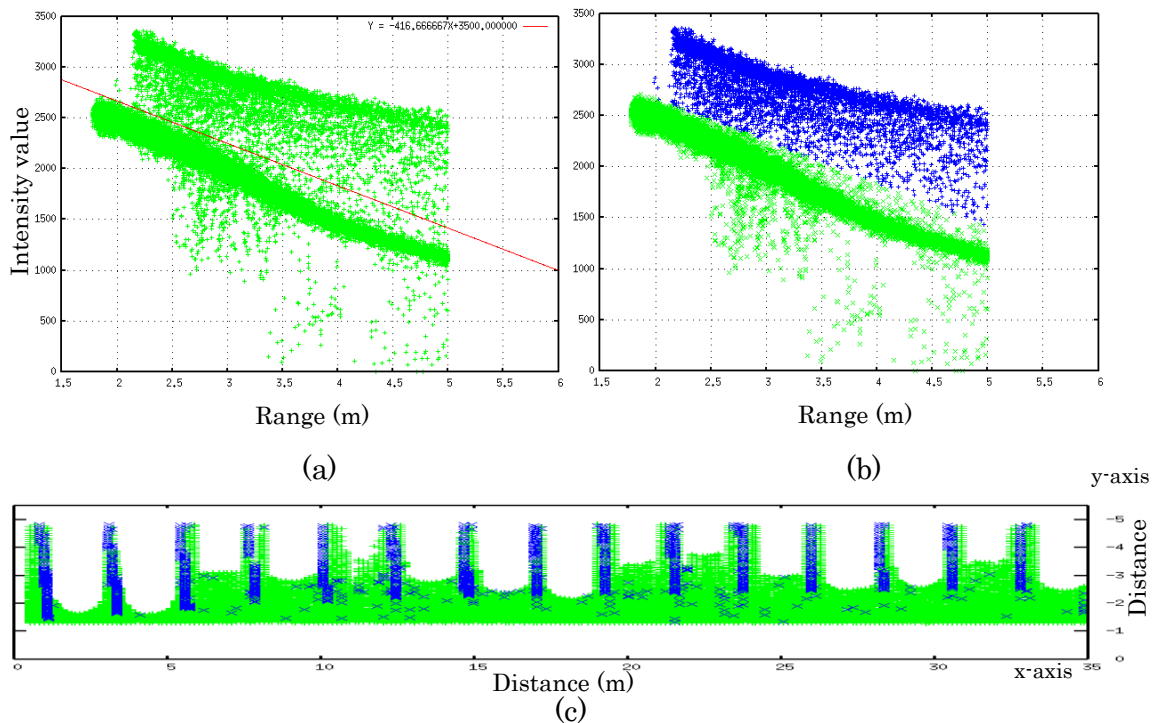 Y = -416.666667X+3500.000000
3500
3000
2500
2000
1500
1000
500
0
Intensity value
1.5 2 2.5 3 3.5 4 4.5 5 5.5 6
Range (m)
(a)
3500
3000
2500
2000
1500
1000
500
0
1.5 2 2.5 3 3.5 4 4.5 5 5.5 6
Range (m)
(b)
y-axis
-5
-4
-3
-2
-1
0
Distance
0 5 10 15 20 25 30 35
x-axis
Distance (m)
(c)